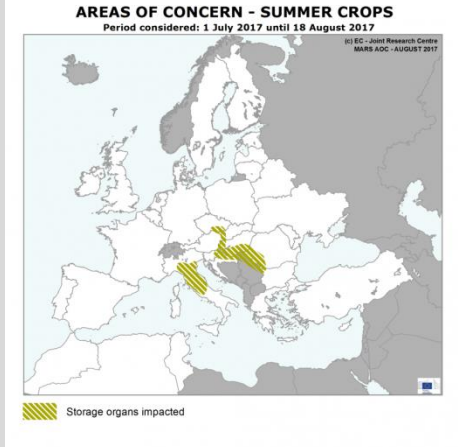 AREAS OF CONCERN - SUMMER CROPS
Period considered: 1 July 2017 until 18 August 2017
(c) EC - Joint Research Centre
MARS AOC - AUGUST 2017
Storage organs impacted